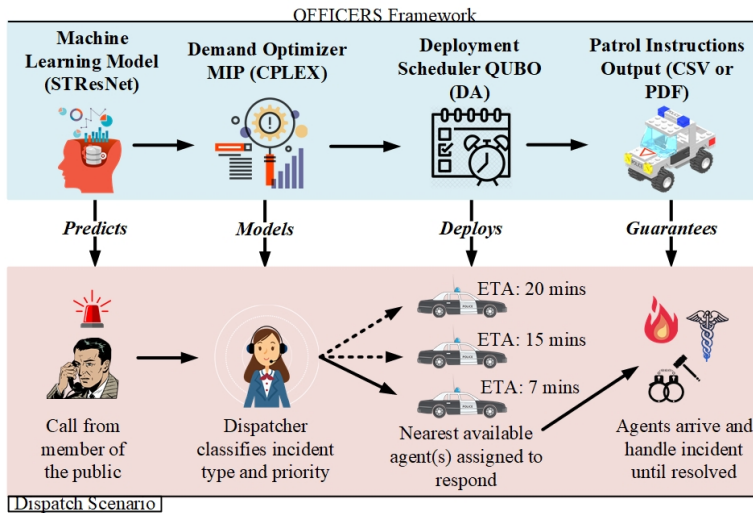 OFFICERS Framework
Machine
Learning Model
(STResNet)
Demand Optimizer
MIP (CPLEX)
Deployment
Scheduler QUBO
(DA)
Patrol Instructions
Output (CSV or
PDF)
Predicts
Models
Deploys
Guarantees
ETA: 20 mins
ETA: 15 mins
ETA: 7 mins
Call from
member of
the public
Dispatcher
classifies incident
type and priority
Nearest available
agent(s) assigned to
respond
Agents arrive and
handle incident
until resolved
Dispatch Scenario